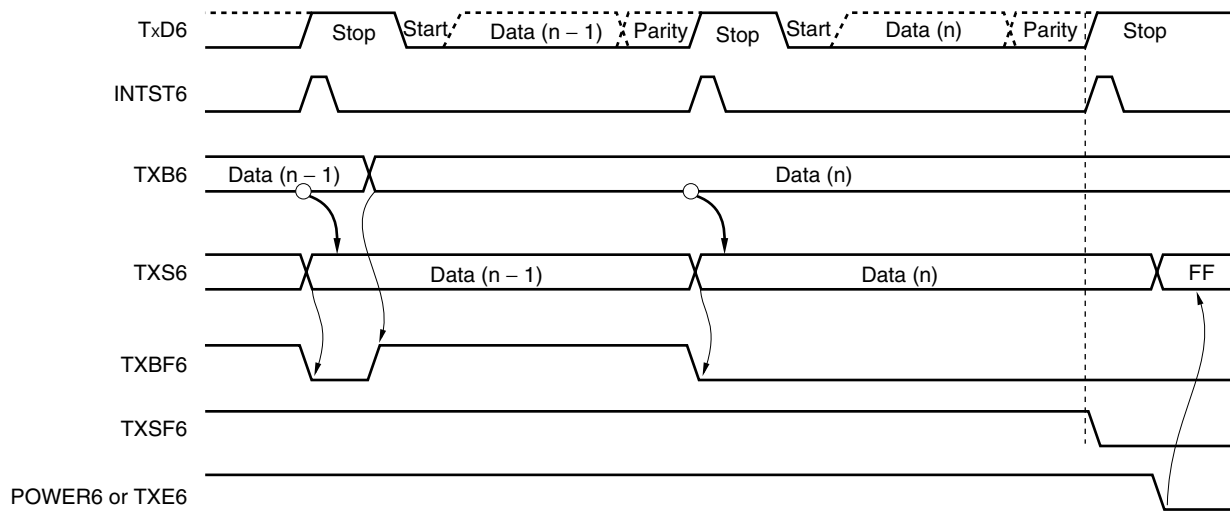 TxD6 Stop Start Data (n – 1) Parity Stop Start Data (n) Parity Stop
INTST6
TXB6 Data (n – 1) Data (n)
TXS6 Data (n – 1) Data (n) FF
TXBF6
TXSF6
POWER6 or TXE6